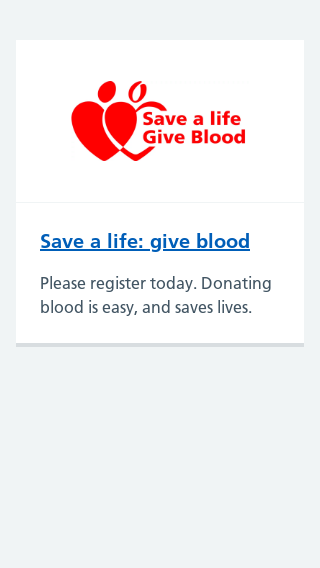 Save a life
Give Blood
Save a life: give blood
Please register today. Donating
blood is easy, and saves lives.